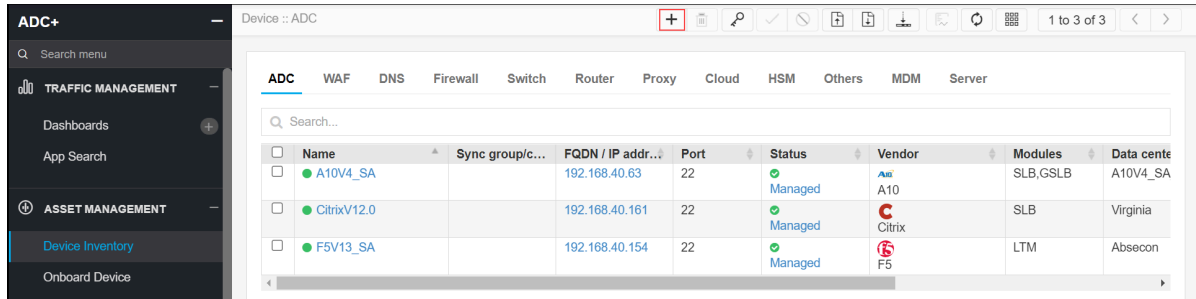 ADC+
Device :: ADC
1 to 3 of 3
Search menu
TRAFFIC MANAGEMENT
Dashboards
App Search
ASSET MANAGEMENT
Device Inventory
Onboard Device
ADC WAF DNS Firewall Switch Router Proxy Cloud HSM Others MDM Server
Search...
Name Sync group/c... FQDN / IP addr... Port Status Vendor Modules Data cente
A10V4_SA 192.168.40.63 22 Managed A10 SLB,GSLB A10V4_SA
CitrixV12.0 192.168.40.161 22 Managed Citrix SLB Virginia
F5V13_SA 192.168.40.154 22 Managed F5 LTM Absecon